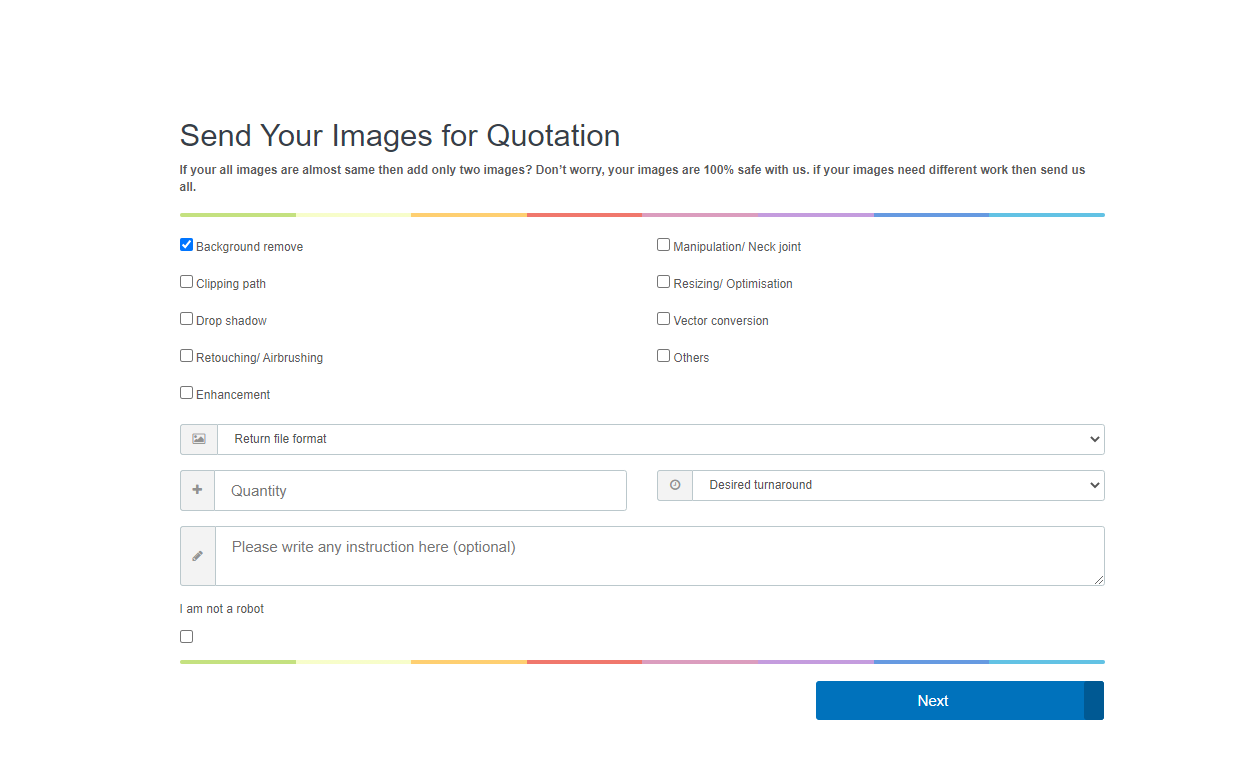 Send Your Images for Quotation
If your all images are almost same then add only two images? Don’t worry, your images are 100% safe with us. if your images need different work then send us
all.
Background remove
Manipulation/ Neck joint
Clipping path
Resizing/ Optimisation
Drop shadow
Vector conversion
Retouching/ Airbrushing
Others
Enhancement
Return file format
Quantity
Desired turnaround
Please write any instruction here (optional)
I am not a robot
Next